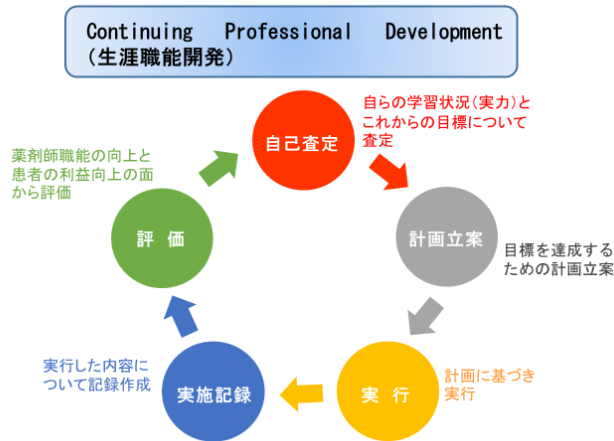 Continuing Professional Development
（生涯職能開発）
自己査定
自らの学習状況（実力）と
これからの目標について
査定
計画立案
目標を達成する
ための計画立案
実 行
計画に基づき
実行
実施記録
実行した内容に
ついて記録作成
評 価
薬剤師職能の向上と
患者の利益向上の面
から評価